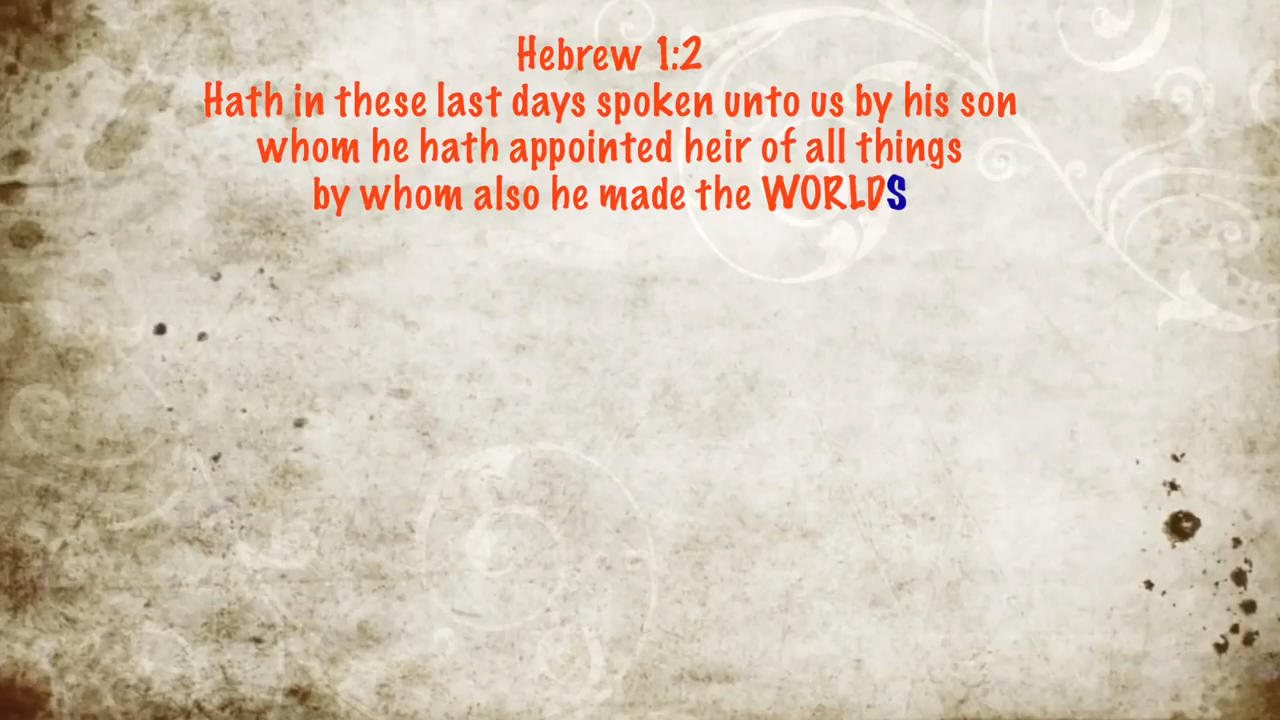 Hebrew 1:2
Hath in these last days spoken unto us by his son
whom he hath appointed heir of all things
by whom also he made the WORLDS